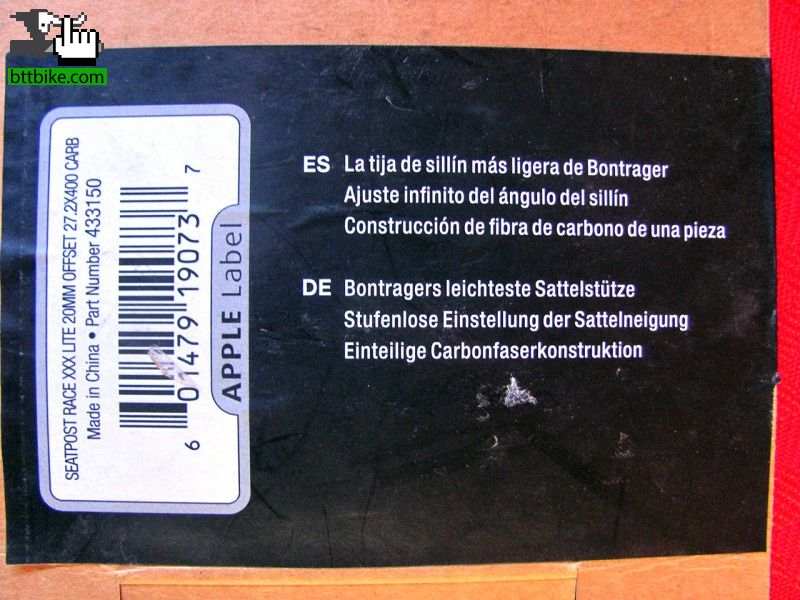 bttbike.com
SEATPOST RACE XXX LITE 20MM OFFSET 27.2X400 CARB
Made in China • Part Number 433150
6 01479 19073 7
APPLE Label
ES La tija de sillín más ligera de Bontrager
Ajuste infinito del ángulo del sillín
Construcción de fibra de carbono de una pieza
DE Bontragers leichteste Sattelstütze
Stufenlose Einstellung der Sattelneigung
Einteilige Carbonfaserkonstruktion